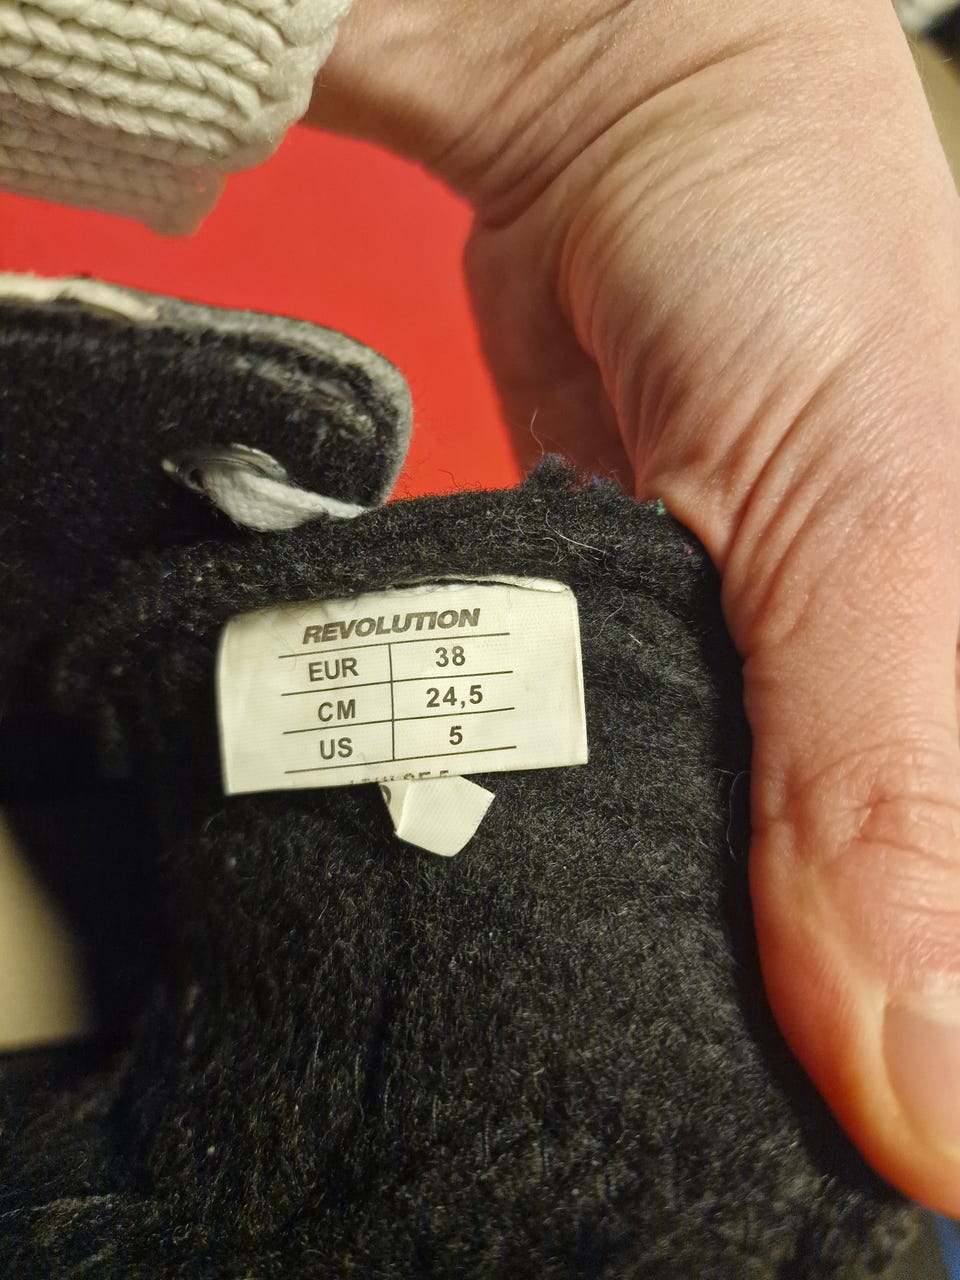 REVOLUTION
EUR 38
CM 24,5
US 5